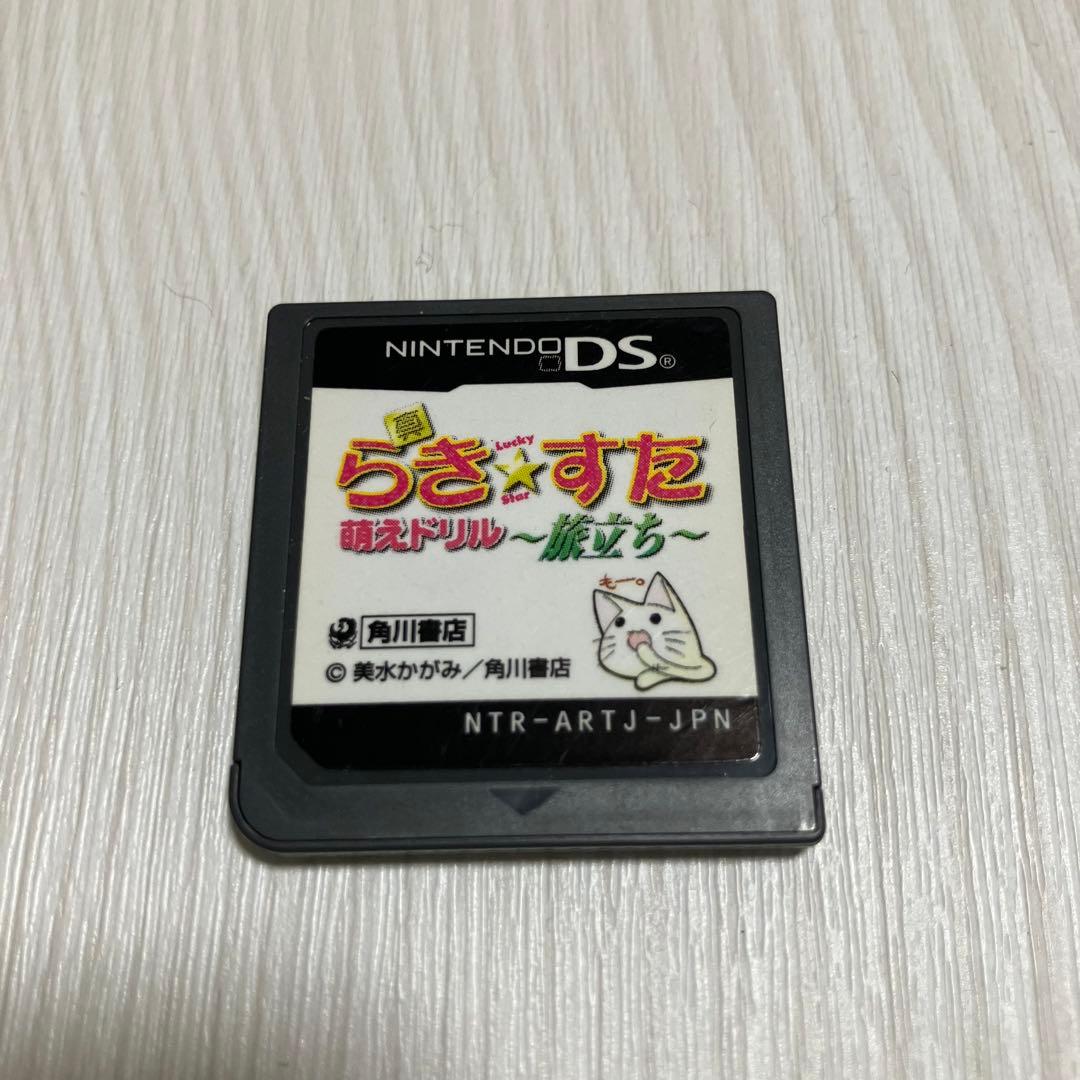 NINTENDO DS®
真
らき☆すた
Lucky
Star
萌えドリル ～旅立ち～
もー。
角川書店
© 美水かがみ／角川書店
NTR-ARTJ-JPN